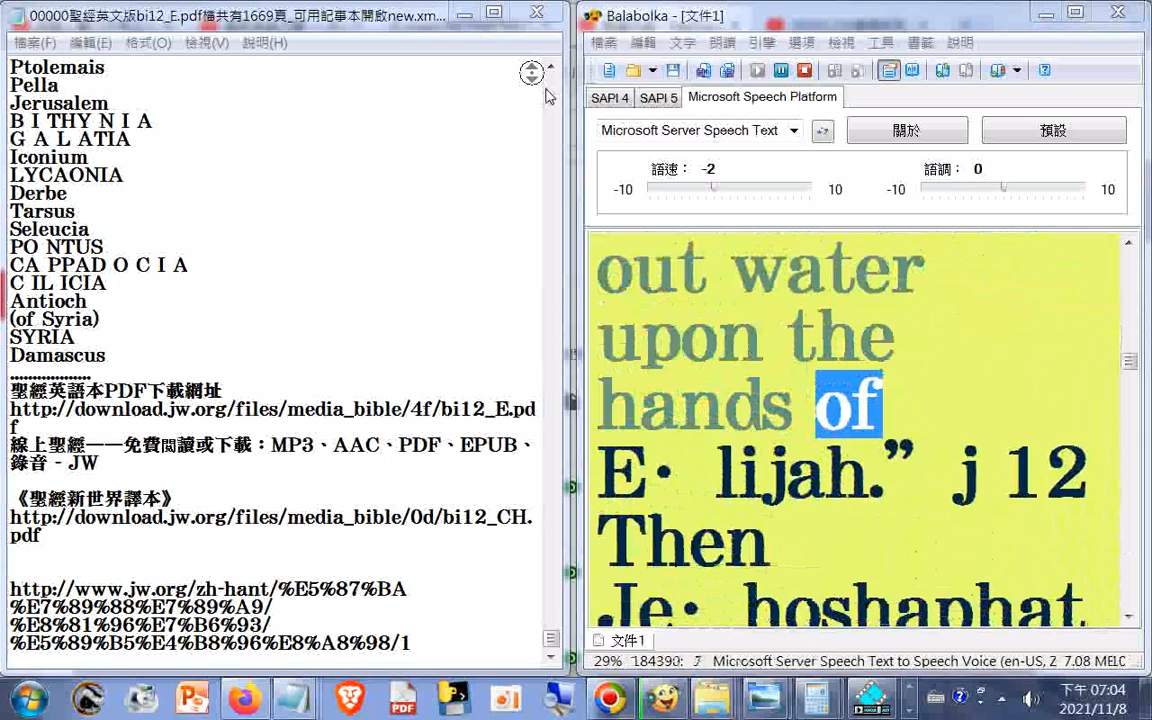 00000聖經英文版bi12_E.pdf檔共有1669頁_可用記事本開啟new.xm...
檔案(F) 編輯(E) 格式(O) 檢視(V) 說明(H)
Ptolemais
Pella
Jerusalem
B I THY N I A
G A L ATIA
Iconium
LYCAONIA
Derbe
Tarsus
Seleucia
PO NTUS
CA PPAD O C I A
C IL ICIA
Antioch
(of Syria)
SYRIA
Damascus
..................
聖經英語本PDF下載網址
http://download.jw.org/files/media_bible/4f/bi12_E.pd
f
線上聖經——免費閱讀或下載：MP3、AAC、PDF、EPUB、
錄音 - JW
《聖經新世界譯本》
http://download.jw.org/files/media_bible/0d/bi12_CH.
pdf
http://www.jw.org/zh-hant/%E5%87%BA
%E7%89%88%E7%89%A9/
%E8%81%96%E7%B6%93/
%E5%89%B5%E4%B8%96%E8%A8%98/1
Balabolka - [文件1]
檔案 編輯 文字 朗讀 引擎 選項 檢視 工具 書籤 說明
SAPI 4 SAPI 5 Microsoft Speech Platform
Microsoft Server Speech Text 關於 預設
語速： -2 語調： 0
-10 10 -10 10
out water
upon the
hands of
E· lijah.” j 12
Then
Je· hoshaphat
文件1
29% 184390: Microsoft Server Speech Text to Speech Voice (en-US, Z 7.08 MELC
PDF
下午 07:04
2021/11/8